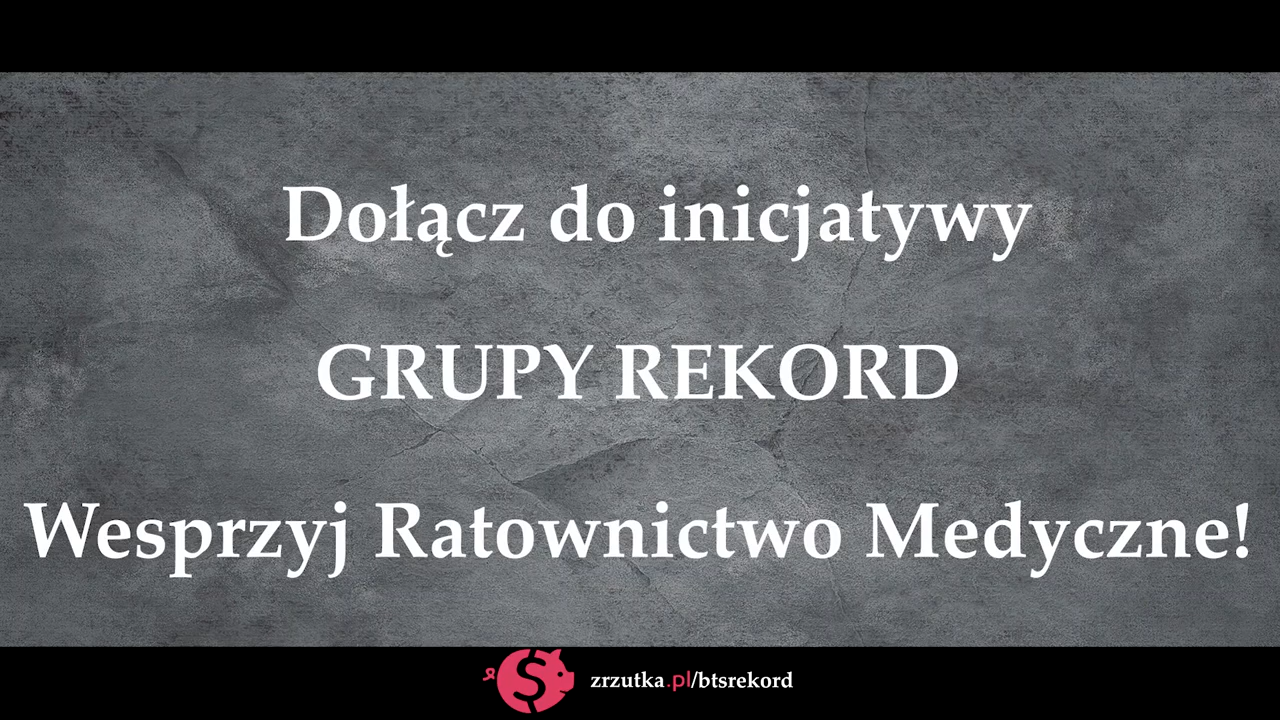 Dołącz do inicjatywy
GRUPY REKORD
Wesprzyj Ratownictwo Medyczne!
zrzutka.pl/btsrekord